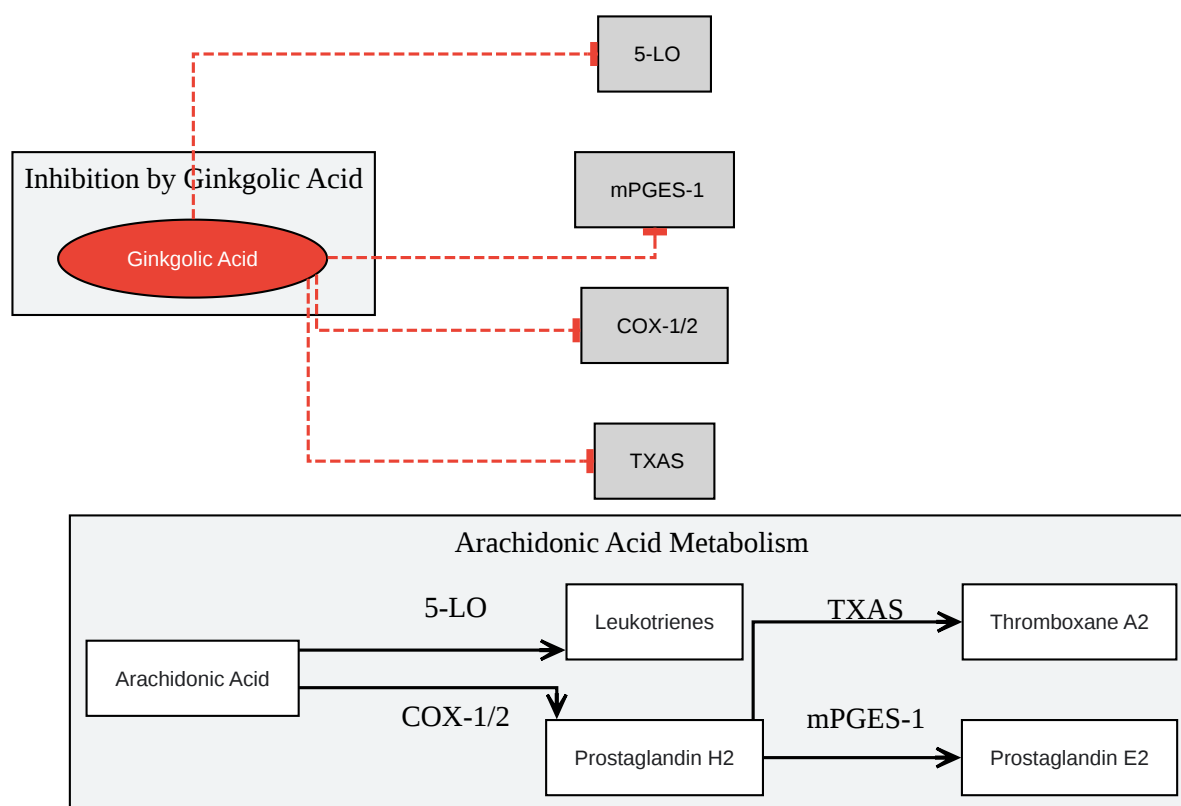 5-LO
Inhibition by Ginkgolic Acid
mPGES-1
Ginkgolic Acid
COX-1/2
TXAS
Arachidonic Acid Metabolism
5-LO
Leukotrienes
TXAS
Thromboxane A2
Arachidonic Acid
COX-1/2
mPGES-1
Prostaglandin H2
Prostaglandin E2